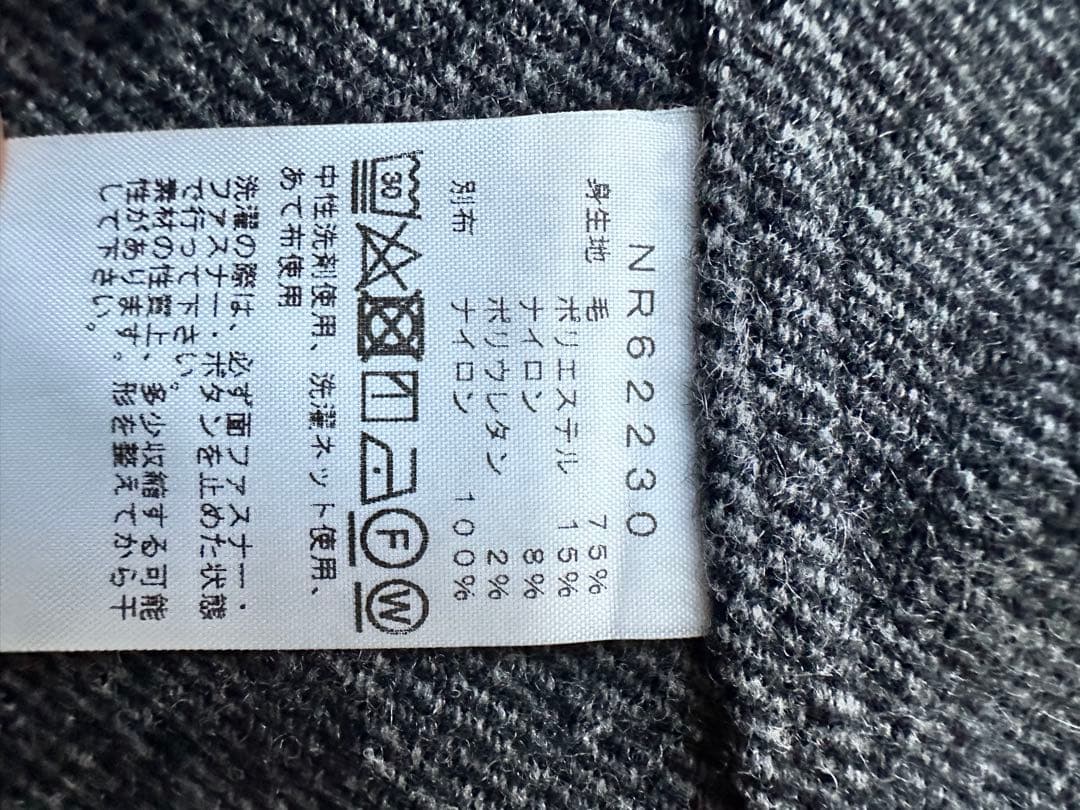 NR62230
身生地 毛 75%
ポリエステル 15%
ナイロン 8%
ポリウレタン 2%
別布 ナイロン 100%
30 F W
中性洗剤使用、洗濯ネット使用、
あて布使用
洗濯の際は、必ず面ファスナー・
ファスナー・ボタンを止めた状態
で行って下さい。
素材の性質上、多少収縮する可能
性があります。形を整えてから干
して下さい。